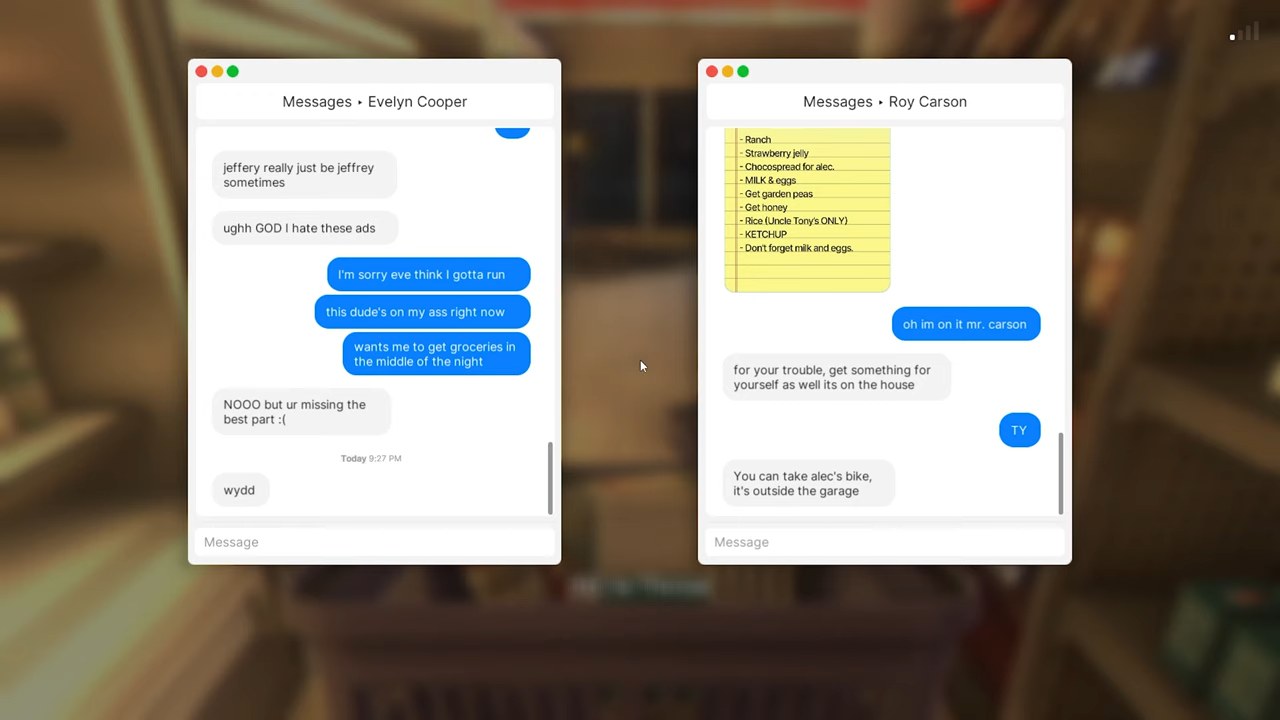 Messages ▸ Evelyn Cooper
jeffery really just be jeffrey
sometimes
ughh GOD I hate these ads
I'm sorry eve think I gotta run
this dude's on my ass right now
wants me to get groceries in
the middle of the night
NOOO but ur missing the
best part :(
Today 9:27 PM
wydd
Message
Messages ▸ Roy Carson
- Ranch
- Strawberry jelly
- Chocospread for alec.
- MILK & eggs
- Get garden peas
- Get honey
- Rice (Uncle Tony's ONLY)
- KETCHUP
- Don't forget milk and eggs.
oh im on it mr. carson
for your trouble, get something for
yourself as well its on the house
TY
You can take alec's bike,
it's outside the garage
Message